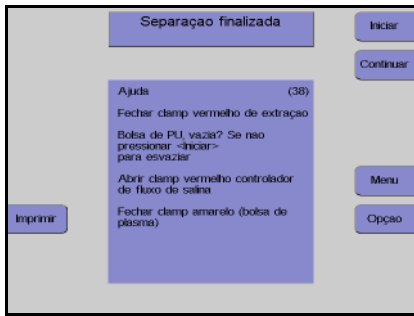 Separaçao finalizada
Iniciar
Continuar
Ajuda (38)
Fechar clamp vermelho de extraçao
Bolsa de PU, vazia? Se nao
pressionar <Iniciar>
para esvaziar
Abrir clamp vermelho controlador
de fluxo de salina
Fechar clamp amarelo (bolsa de
plasma)
Menu
Imprimir
Opçao